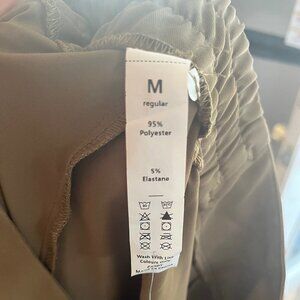 M
regular
95%
Polyester
5%
Elastane
Wash With Like
Colours